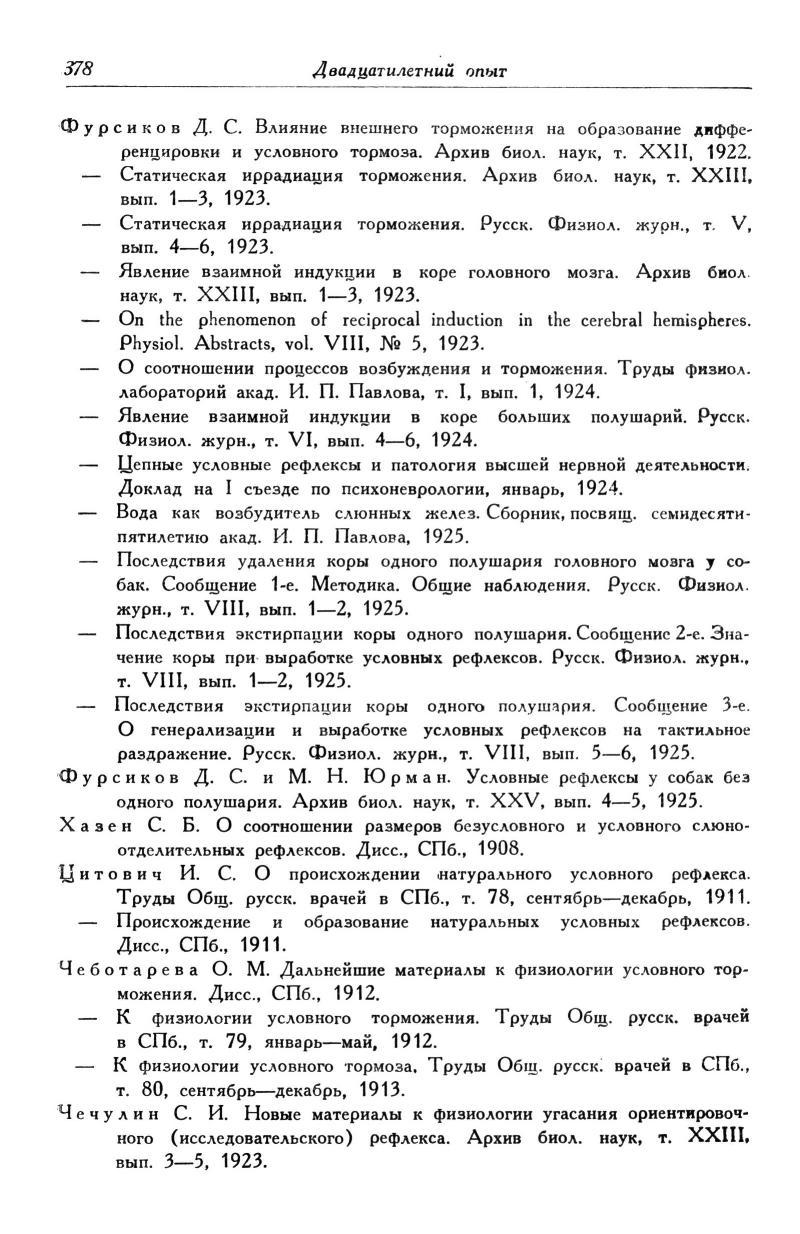 378 Двадцатилетний опыт
Фурсиков Д. С. Влияние внешнего торможения на образование диффе-
ренцировки и условного тормоза. Архив биол. наук, т. XXII, 1922.
— Статическая иррадиация торможения. Архив биол. наук, т. XXIII,
вып. 1—3, 1923.
— Статическая иррадиация торможения. Русск. Физиол. журн., т. V,
вып. 4—6, 1923.
— Явление взаимной индукции в коре головного мозга. Архив биол.
наук, т. XXIII, вып. 1—3, 1923.
— On the phenomenon of reciprocal induction in the cerebral hemispheres.
Physiol. Abstracts, vol. VIII, № 5, 1923.
— О соотношении процессов возбуждения и торможения. Труды физиол.
лабораторий акад. И. П. Павлова, т. I, вып. 1, 1924.
— Явление взаимной индукции в коре больших полушарий. Русск.
Физиол. журн., т. VI, вып. 4—6, 1924.
— Цепные условные рефлексы и патология высшей нервной деятельности.
Доклад на I съезде по психоневрологии, январь, 1924.
— Вода как возбудитель слюнных желез. Сборник, посвящ. семидесяти-
пятилетию акад. И. П. Павлова, 1925.
— Последствия удаления коры одного полушария головного мозга у со-
бак. Сообщение 1-е. Методика. Общие наблюдения. Русск. Физиол.
журн., т. VIII, вып. 1—2, 1925.
— Последствия экстирпации коры одного полушария. Сообщение 2-е. Зна-
чение коры при выработке условных рефлексов. Русск. Физиол. журн.,
т. VIII, вып. 1—2, 1925.
— Последствия экстирпации коры одного полушария. Сообщение 3-е.
О генерализации и выработке условных рефлексов на тактильное
раздражение. Русск. Физиол. журн., т. VIII, вып. 5—6, 1925.
Фурсиков Д. С. и М. Н. Юрман. Условные рефлексы у собак без
одного полушария. Архив биол. наук, т. XXV, вып. 4—5, 1925.
Хазен С. Б. О соотношении размеров безусловного и условного слюно-
отделительных рефлексов. Дисс., СПб., 1908.
Цитович И. С. О происхождении натурального условного рефлекса.
Труды Общ. русск. врачей в СПб., т. 78, сентябрь—декабрь, 1911.
— Происхождение и образование натуральных условных рефлексов.
Дисс., СПб., 1911.
Чеботарева О. М. Дальнейшие материалы к физиологии условного тор-
можения. Дисс., СПб., 1912.
— К физиологии условного торможения. Труды Общ. русск. врачей
в СПб., т. 79, январь—май, 1912.
— К физиологии условного тормоза. Труды Общ. русск. врачей в СПб.,
т. 80, сентябрь—декабрь, 1913.
Чечулин С. И. Новые материалы к физиологии угасания ориентировоч-
ного (исследовательского) рефлекса. Архив биол. наук, т. XXIII,
вып. 3—5, 1923.